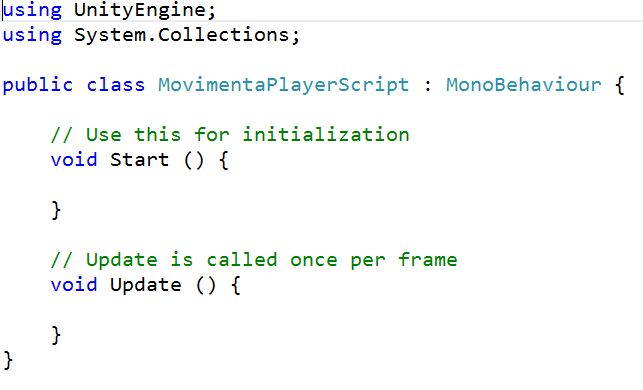 using UnityEngine;
using System.Collections;
public class MovimentaPlayerScript : MonoBehaviour {
// Use this for initialization
void Start () {
}
// Update is called once per frame
void Update () {
}
}